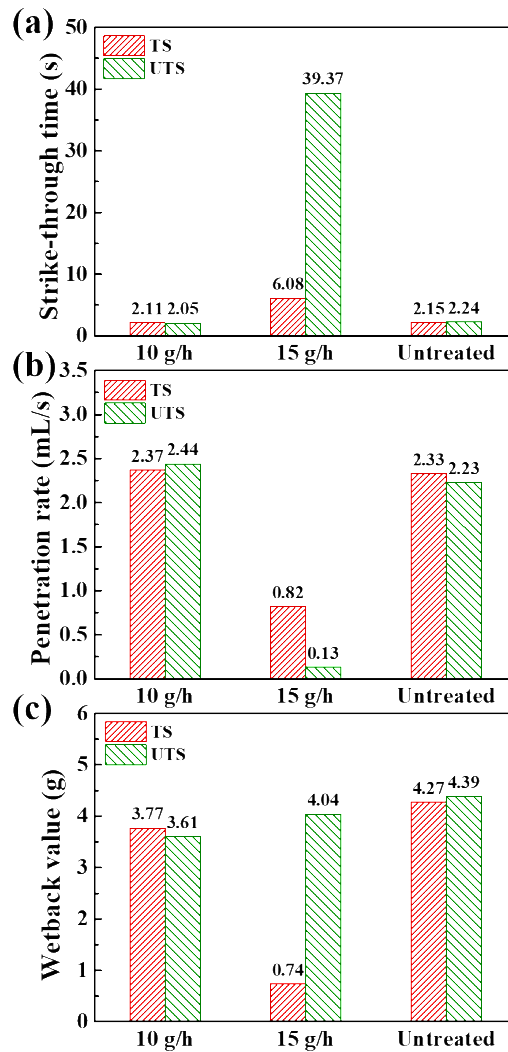 (a)
50
40
30
20
10
0
Strike-through time (s)
TS
UTS
2.11 2.05
6.08
39.37
2.15 2.24
10 g/h 15 g/h Untreated
(b)
3.5
3.0
2.5
2.0
1.5
1.0
0.5
0.0
Penetration rate (mL/s)
TS
UTS
2.37 2.44
0.82
0.13
2.33 2.23
10 g/h 15 g/h Untreated
(c)
6
5
4
3
2
1
0
Wetback value (g)
TS
UTS
3.77 3.61
0.74
4.04
4.27 4.39
10 g/h 15 g/h Untreated